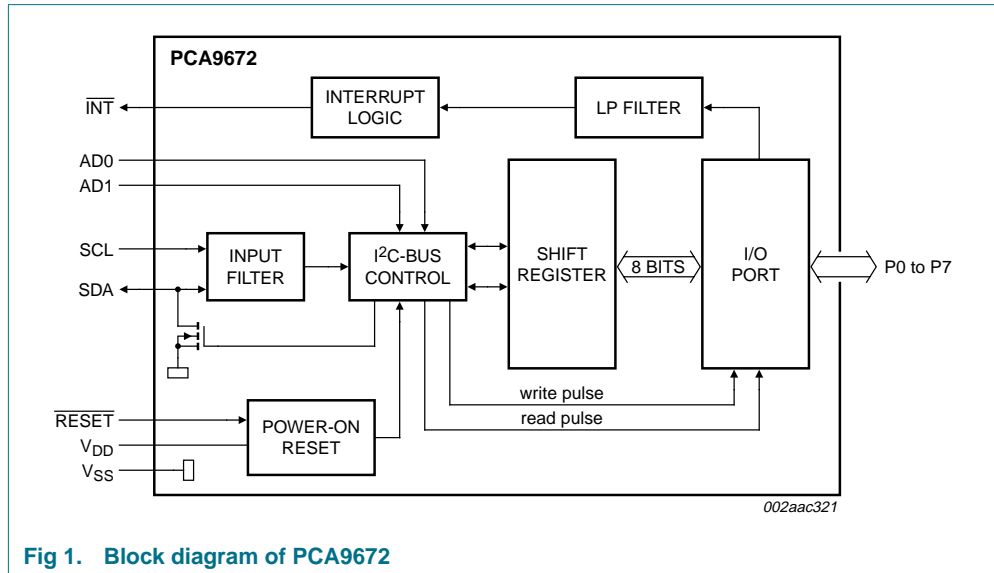 PCA9672
INT
INTERRUPT
LOGIC
LP FILTER
AD0
AD1
SCL
SDA
INPUT
FILTER
I2C-BUS
CONTROL
SHIFT
REGISTER
8 BITS
I/O
PORT
P0 to P7
write pulse
read pulse
RESET
VDD
VSS
POWER-ON
RESET
002aac321
Fig 1. Block diagram of PCA9672